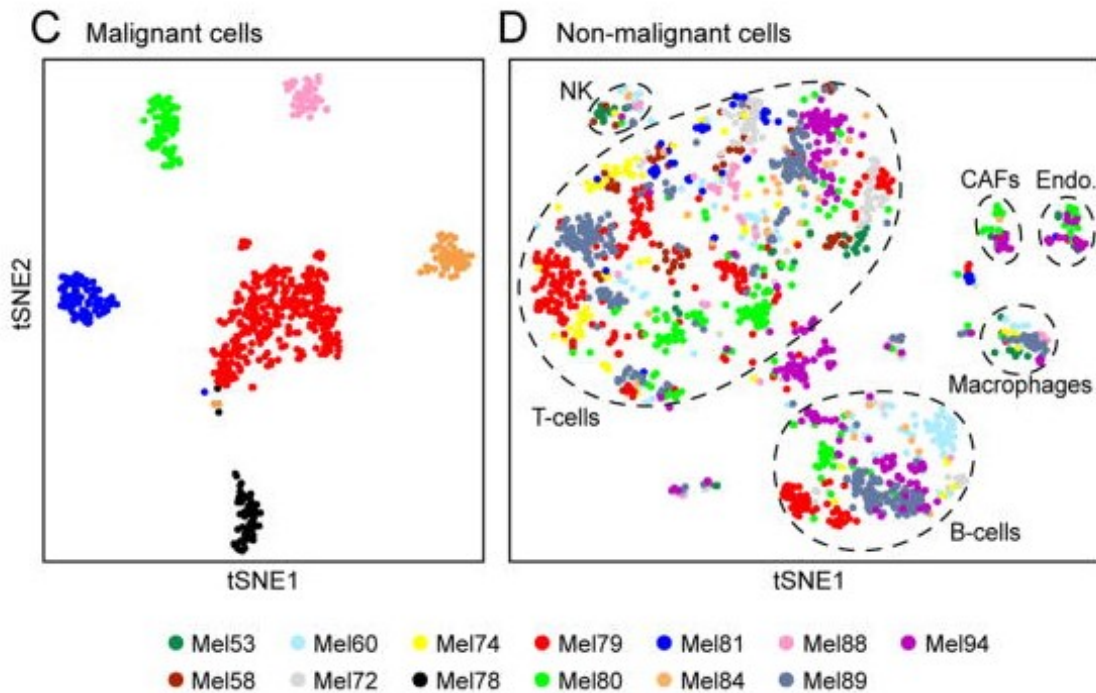 C Malignant cells
D Non-malignant cells
NK
CAFs Endo.
Macrophages
T-cells
B-cells
tSNE2
tSNE1
tSNE1
Mel53 Mel60 Mel74 Mel79 Mel81 Mel88 Mel94
Mel58 Mel72 Mel78 Mel80 Mel84 Mel89